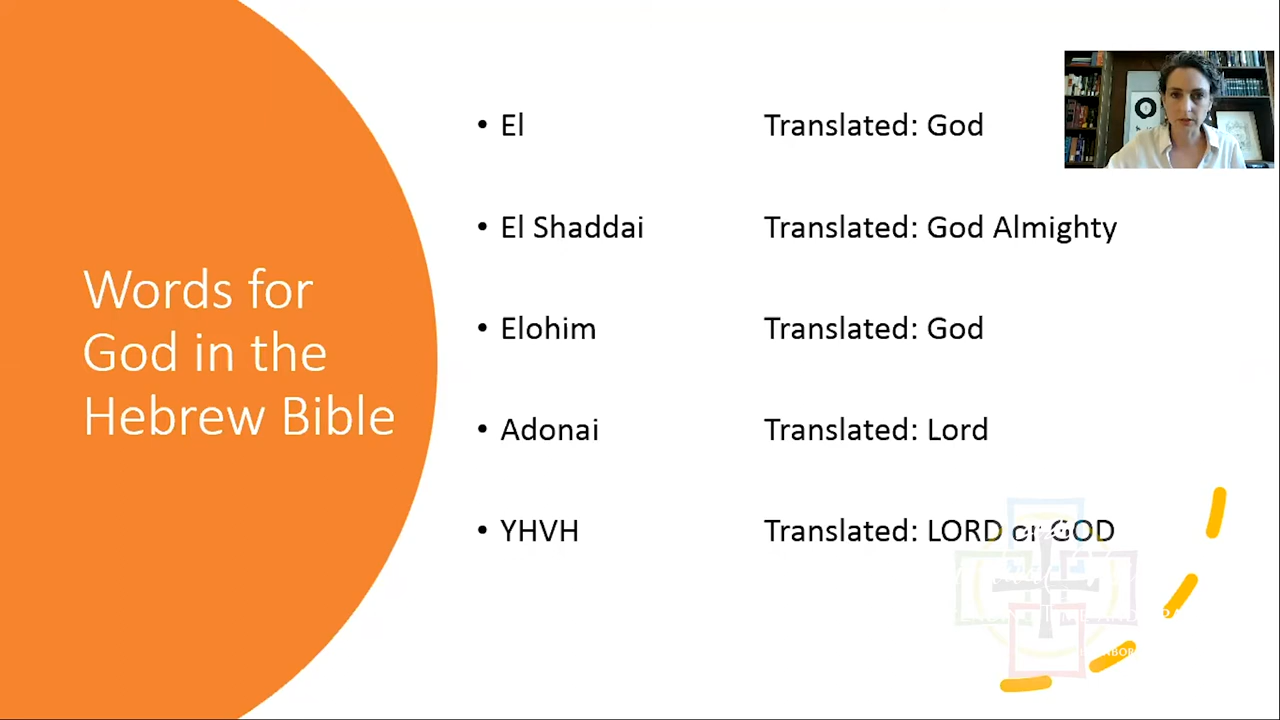 Words for
God in the
Hebrew Bible
• El Translated: God
• El Shaddai Translated: God Almighty
• Elohim Translated: God
• Adonai Translated: Lord
• YHVH Translated: LORD or GOD